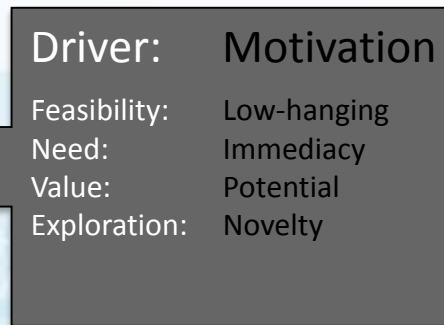 Driver: Motivation
Feasibility: Low-hanging
Need: Immediacy
Value: Potential
Exploration: Novelty